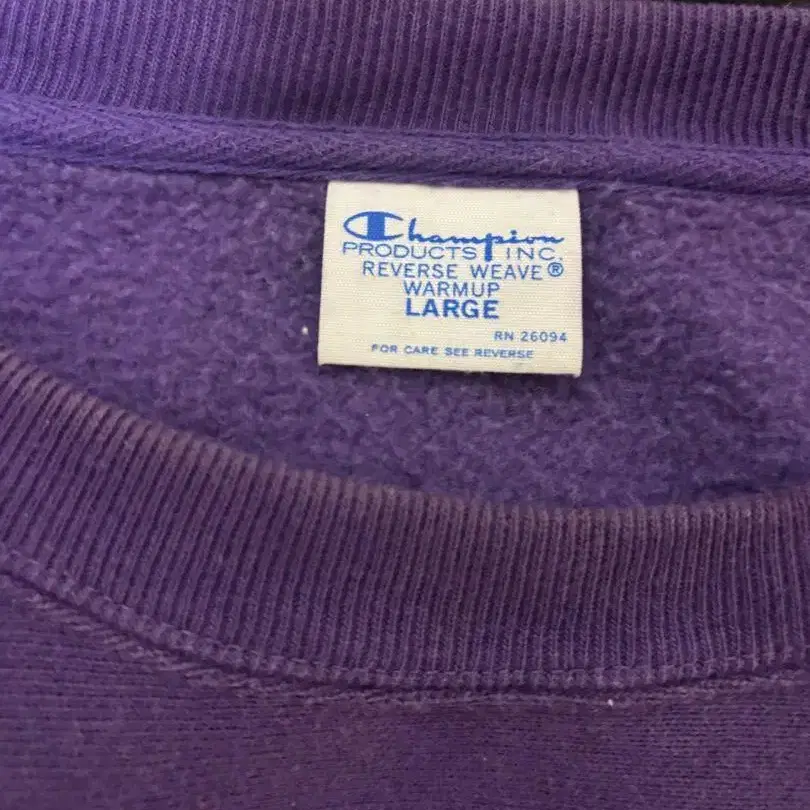 Champion
PRODUCTS INC.
REVERSE WEAVE®
WARMUP
LARGE
RN 26094
FOR CARE SEE REVERSE